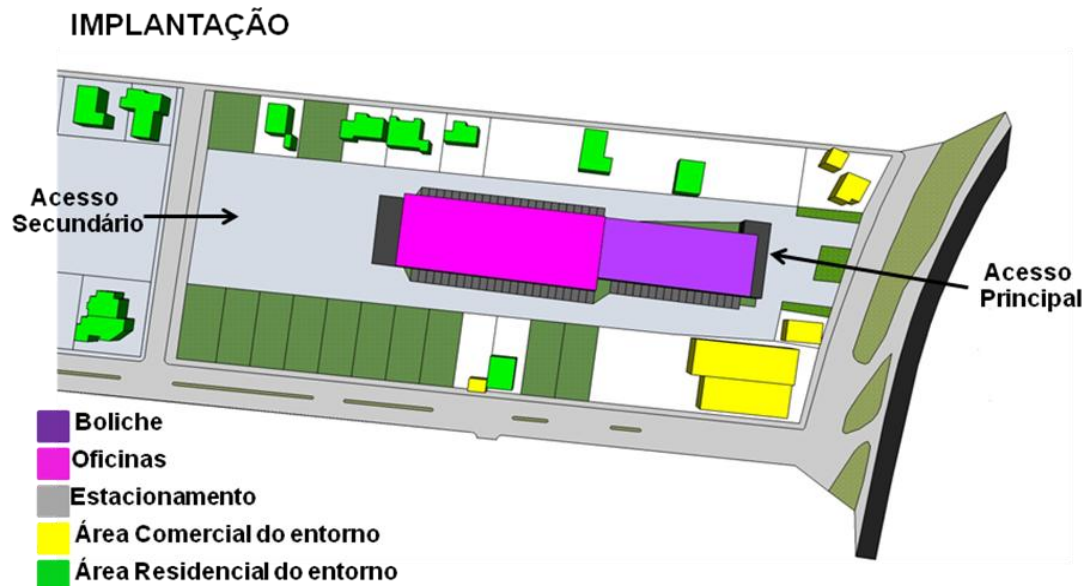 IMPLANTAÇÃO
Acesso
Secundário
Acesso
Principal
Boliche
Oficinas
Estacionamento
Área Comercial do entorno
Área Residencial do entorno